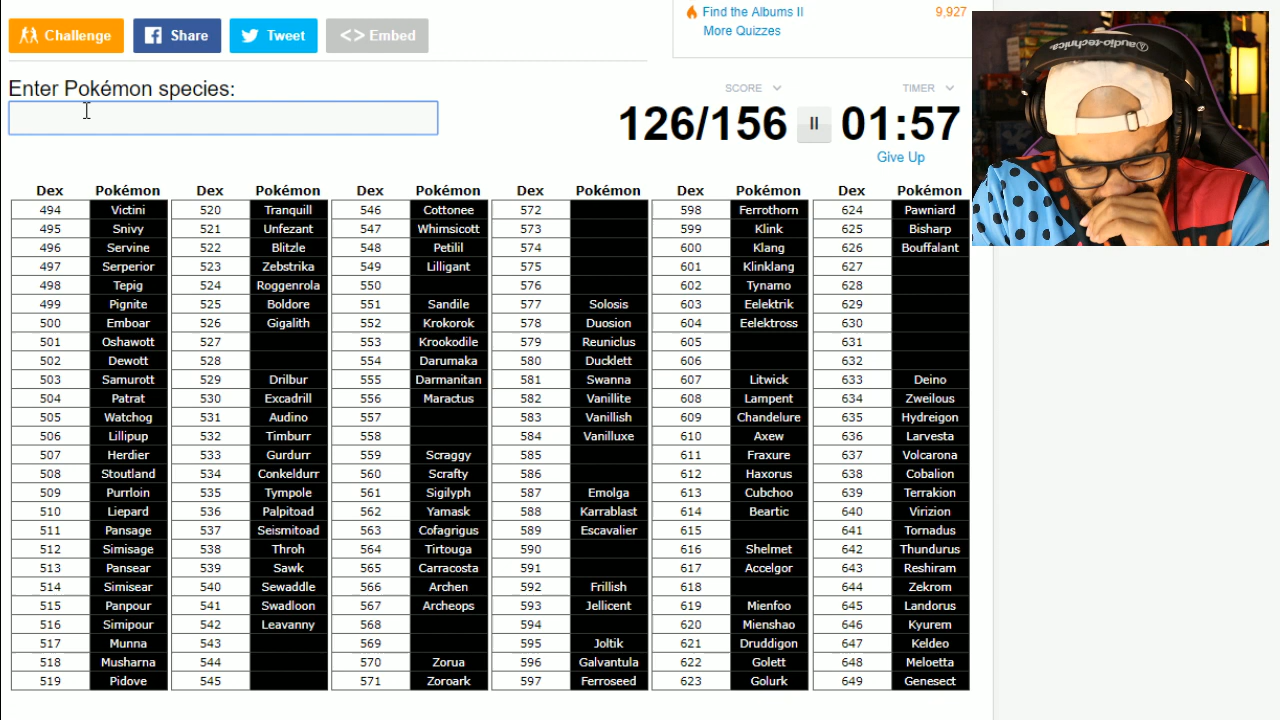 Challenge Share Tweet <> Embed
Find the Albums II 9,927
More Quizzes
Enter Pokémon species:
SCORE TIMER
126/156 01:57
Give Up
Dex Pokémon Dex Pokémon Dex Pokémon Dex Pokémon Dex Pokémon Dex Pokémon
494 Victini 520 Tranquill 546 Cottonee 572 598 Ferrothorn 624 Pawniard
495 Snivy 521 Unfezant 547 Whimsicott 573 599 Klink 625 Bisharp
496 Servine 522 Blitzle 548 Petilil 574 600 Klang 626 Bouffalant
497 Serperior 523 Zebstrika 549 Lilligant 575 601 Klinklang 627
498 Tepig 524 Roggenrola 550 576 602 Tynamo 628
499 Pignite 525 Boldore 551 Sandile 577 Solosis 603 Eelektrik 629
500 Emboar 526 Gigalith 552 Krokorok 578 Duosion 604 Eelektross 630
501 Oshawott 527 553 Krookodile 579 Reuniclus 605 631
502 Dewott 528 554 Darumaka 580 Ducklett 606 632
503 Samurott 529 Drilbur 555 Darmanitan 581 Swanna 607 Litwick 633 Deino
504 Patrat 530 Excadrill 556 Maractus 582 Vanillite 608 Lampent 634 Zweilous
505 Watchog 531 Audino 557 583 Vanillish 609 Chandelure 635 Hydreigon
506 Lillipup 532 Timburr 558 584 Vanilluxe 610 Axew 636 Larvesta
507 Herdier 533 Gurdurr 559 Scraggy 585 611 Fraxure 637 Volcarona
508 Stoutland 534 Conkeldurr 560 Scrafty 586 612 Haxorus 638 Cobalion
509 Purrloin 535 Tympole 561 Sigilyph 587 Emolga 613 Cubchoo 639 Terrakion
510 Liepard 536 Palpitoad 562 Yamask 588 Karrablast 614 Beartic 640 Virizion
511 Pansage 537 Seismitoad 563 Cofagrigus 589 Escavalier 615 641 Tornadus
512 Simisage 538 Throh 564 Tirtouga 590 616 Shelmet 642 Thundurus
513 Pansear 539 Sawk 565 Carracosta 591 617 Accelgor 643 Reshiram
514 Simisear 540 Sewaddle 566 Archen 592 Frillish 618 644 Zekrom
515 Panpour 541 Swadloon 567 Archeops 593 Jellicent 619 Mienfoo 645 Landorus
516 Simipour 542 Leavanny 568 594 620 Mienshao 646 Kyurem
517 Munna 543 569 595 Joltik 621 Druddigon 647 Keldeo
518 Musharna 544 570 Zorua 596 Galvantula 622 Golett 648 Meloetta
519 Pidove 545 571 Zoroark 597 Ferroseed 623 Golurk 649 Genesect
audio-technica